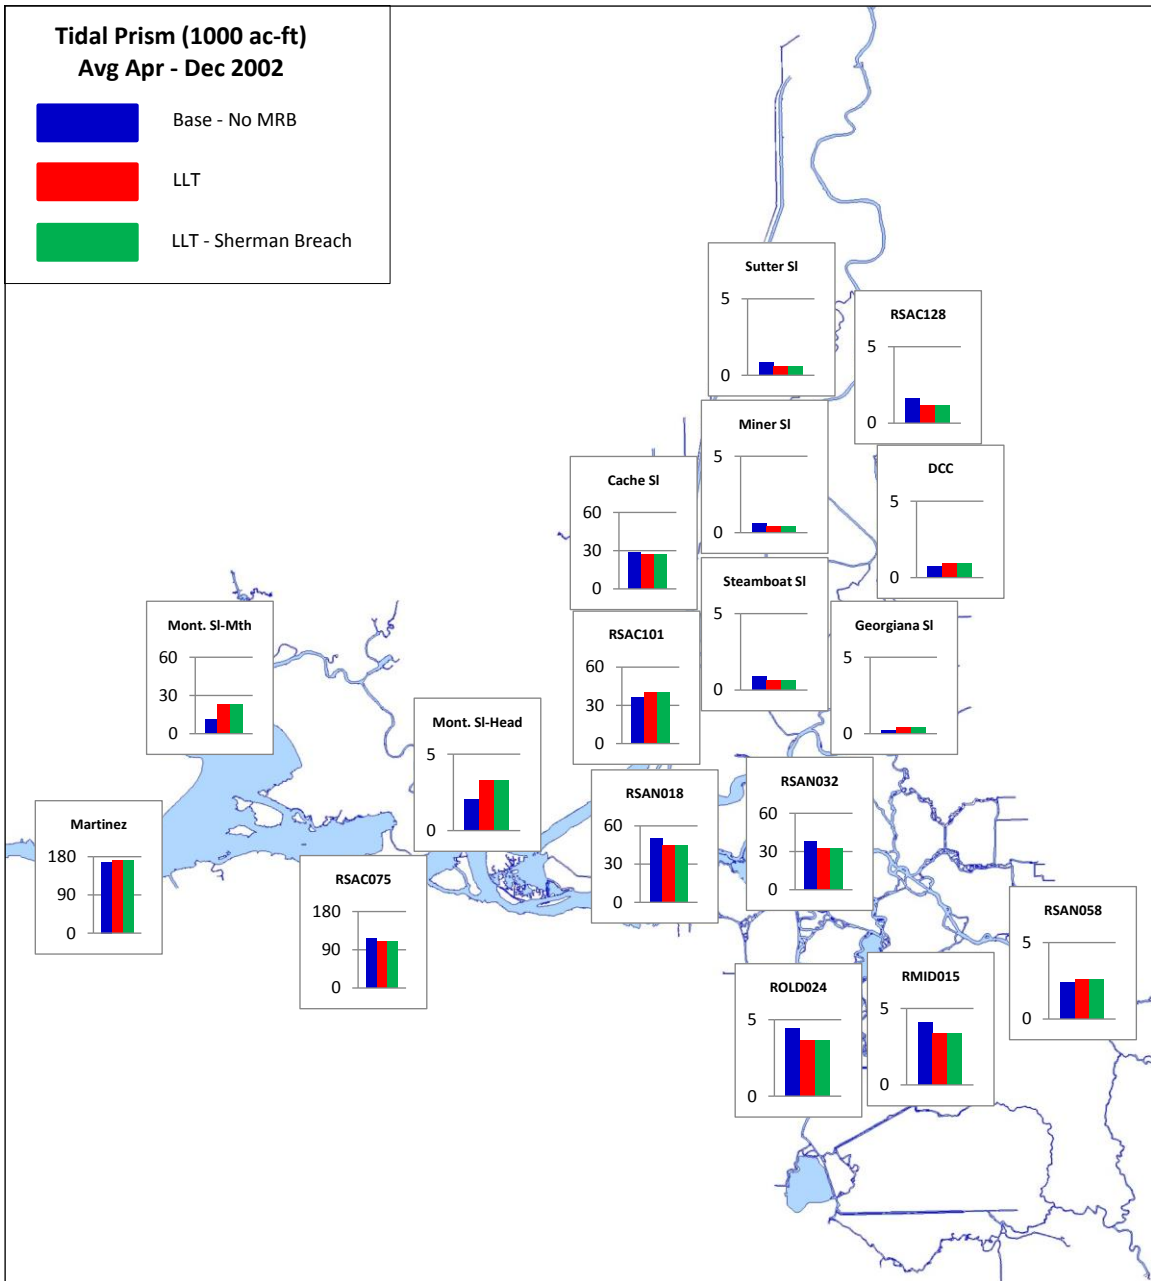 Tidal Prism (1000 ac-ft)
Avg Apr - Dec 2002
Base - No MRB
LLT
LLT - Sherman Breach
Sutter Sl
5
0
RSAC128
5
0
Miner Sl
5
0
DCC
5
0
Cache Sl
60
30
0
Steamboat Sl
5
0
Georgiana Sl
5
0
Mont. Sl-Mth
60
30
0
RSAC101
60
30
0
Mont. Sl-Head
5
0
RSAN018
60
30
0
RSAN032
60
30
0
Martinez
180
90
0
RSAC075
180
90
0
RSAN058
5
0
ROLD024
5
0
RMID015
5
0